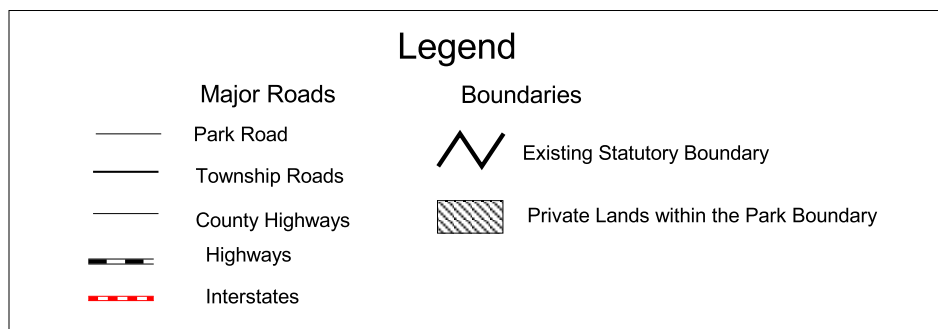 Legend
Major Roads
Park Road
Township Roads
County Highways
Highways
Interstates
Boundaries
Existing Statutory Boundary
Private Lands within the Park Boundary